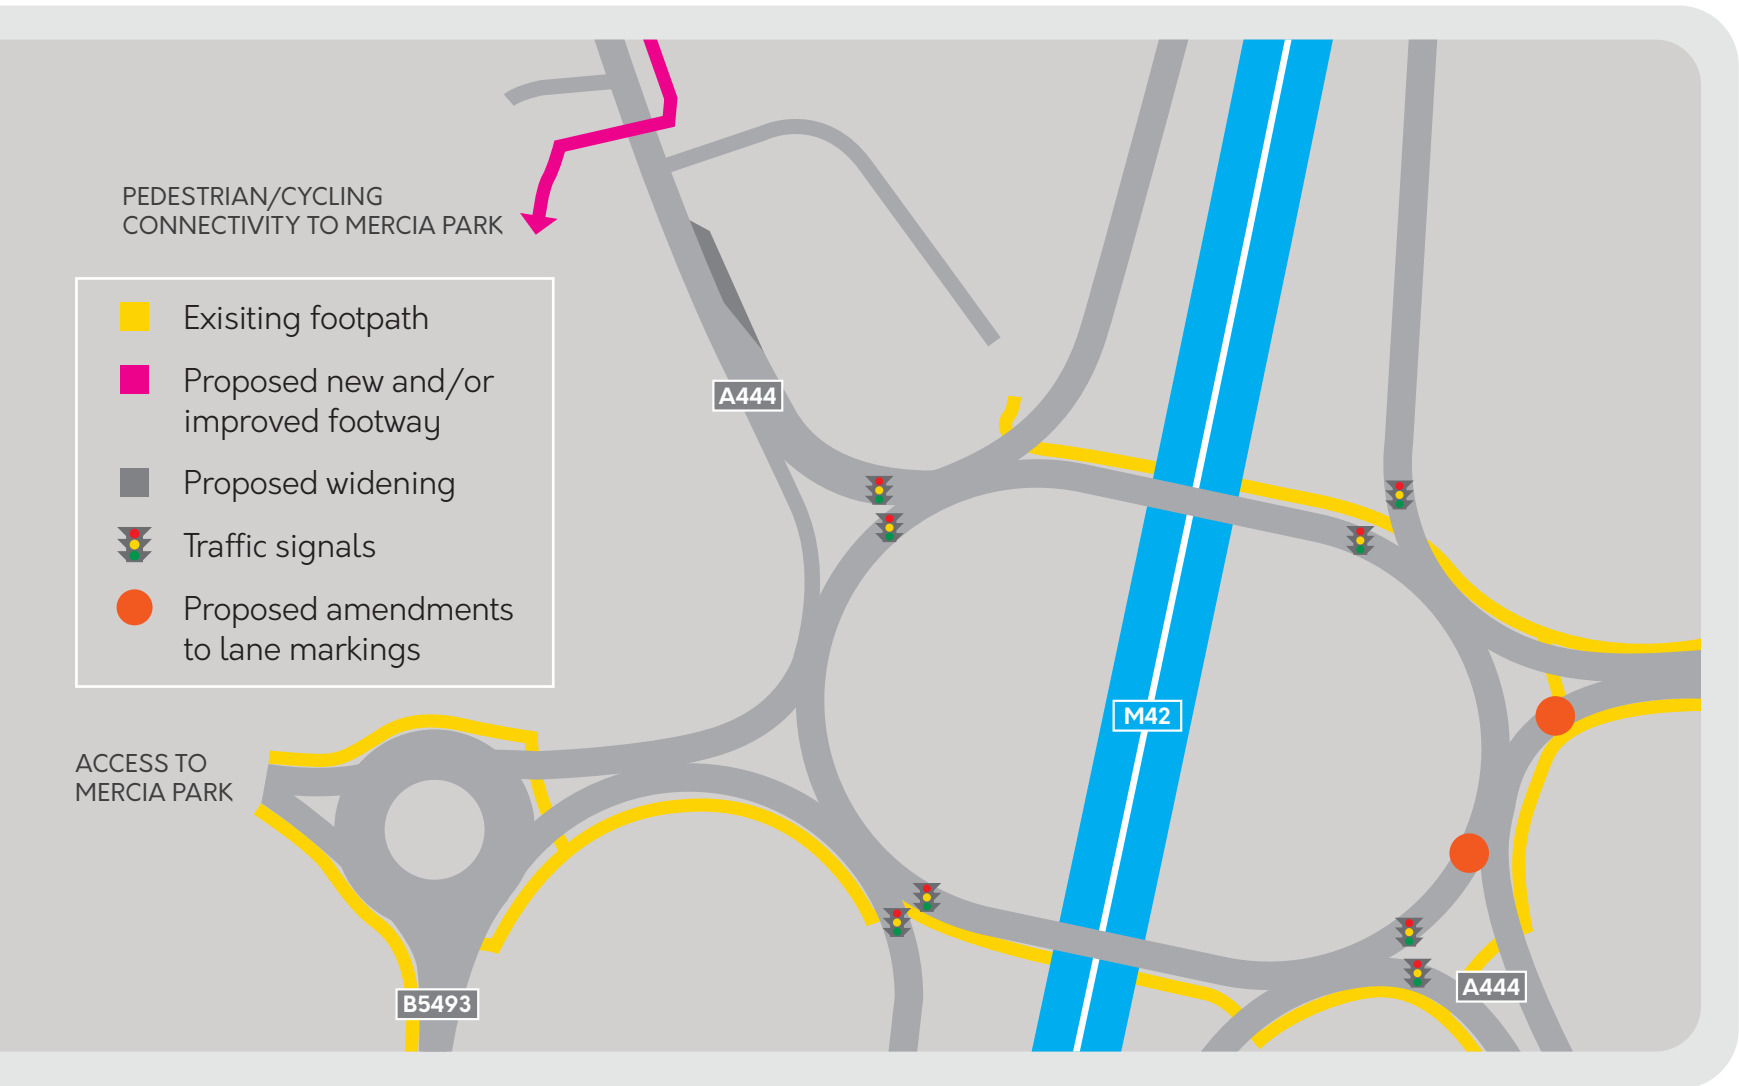 PEDESTRIAN/CYCLING
CONNECTIVITY TO MERCIA PARK
Exisiting footpath
Proposed new and/or
improved footway
Proposed widening
Traffic signals
Proposed amendments
to lane markings
A444
M42
ACCESS TO
MERCIA PARK
B5493
A444